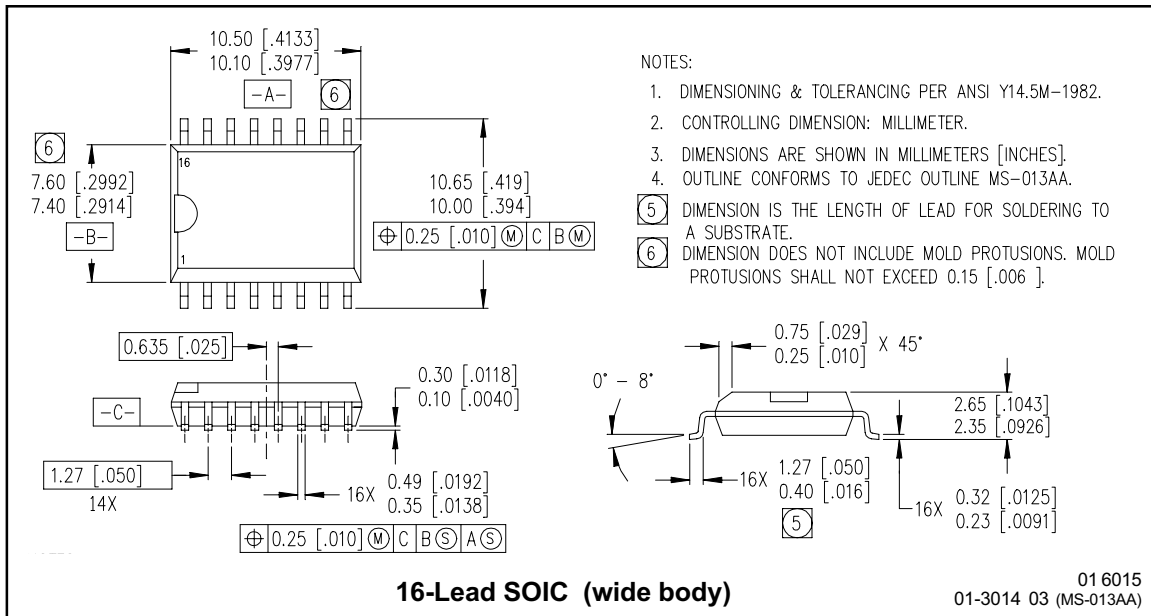 10.50 [.4133]
10.10 [.3977]
-A-
6
6
7.60 [.2992]
7.40 [.2914]
-B-
16
1
10.65 [.419]
10.00 [.394]
⌖ 0.25 [.010] Ⓜ C B Ⓜ
NOTES:
1. DIMENSIONING & TOLERANCING PER ANSI Y14.5M-1982.
2. CONTROLLING DIMENSION: MILLIMETER.
3. DIMENSIONS ARE SHOWN IN MILLIMETERS [INCHES].
4. OUTLINE CONFORMS TO JEDEC OUTLINE MS-013AA.
5 DIMENSION IS THE LENGTH OF LEAD FOR SOLDERING TO
A SUBSTRATE.
6 DIMENSION DOES NOT INCLUDE MOLD PROTUSIONS. MOLD
PROTUSIONS SHALL NOT EXCEED 0.15 [.006 ].
0.635 [.025]
0.30 [.0118]
0.10 [.0040]
-C-
1.27 [.050]
14X
16X 0.49 [.0192]
0.35 [.0138]
⌖ 0.25 [.010] Ⓜ C B Ⓢ A Ⓢ
0.75 [.029]
0.25 [.010] X 45°
0° - 8°
2.65 [.1043]
2.35 [.0926]
16X 1.27 [.050]
0.40 [.016]
5
16X 0.32 [.0125]
0.23 [.0091]
16-Lead SOIC (wide body)
01 6015
01-3014 03 (MS-013AA)